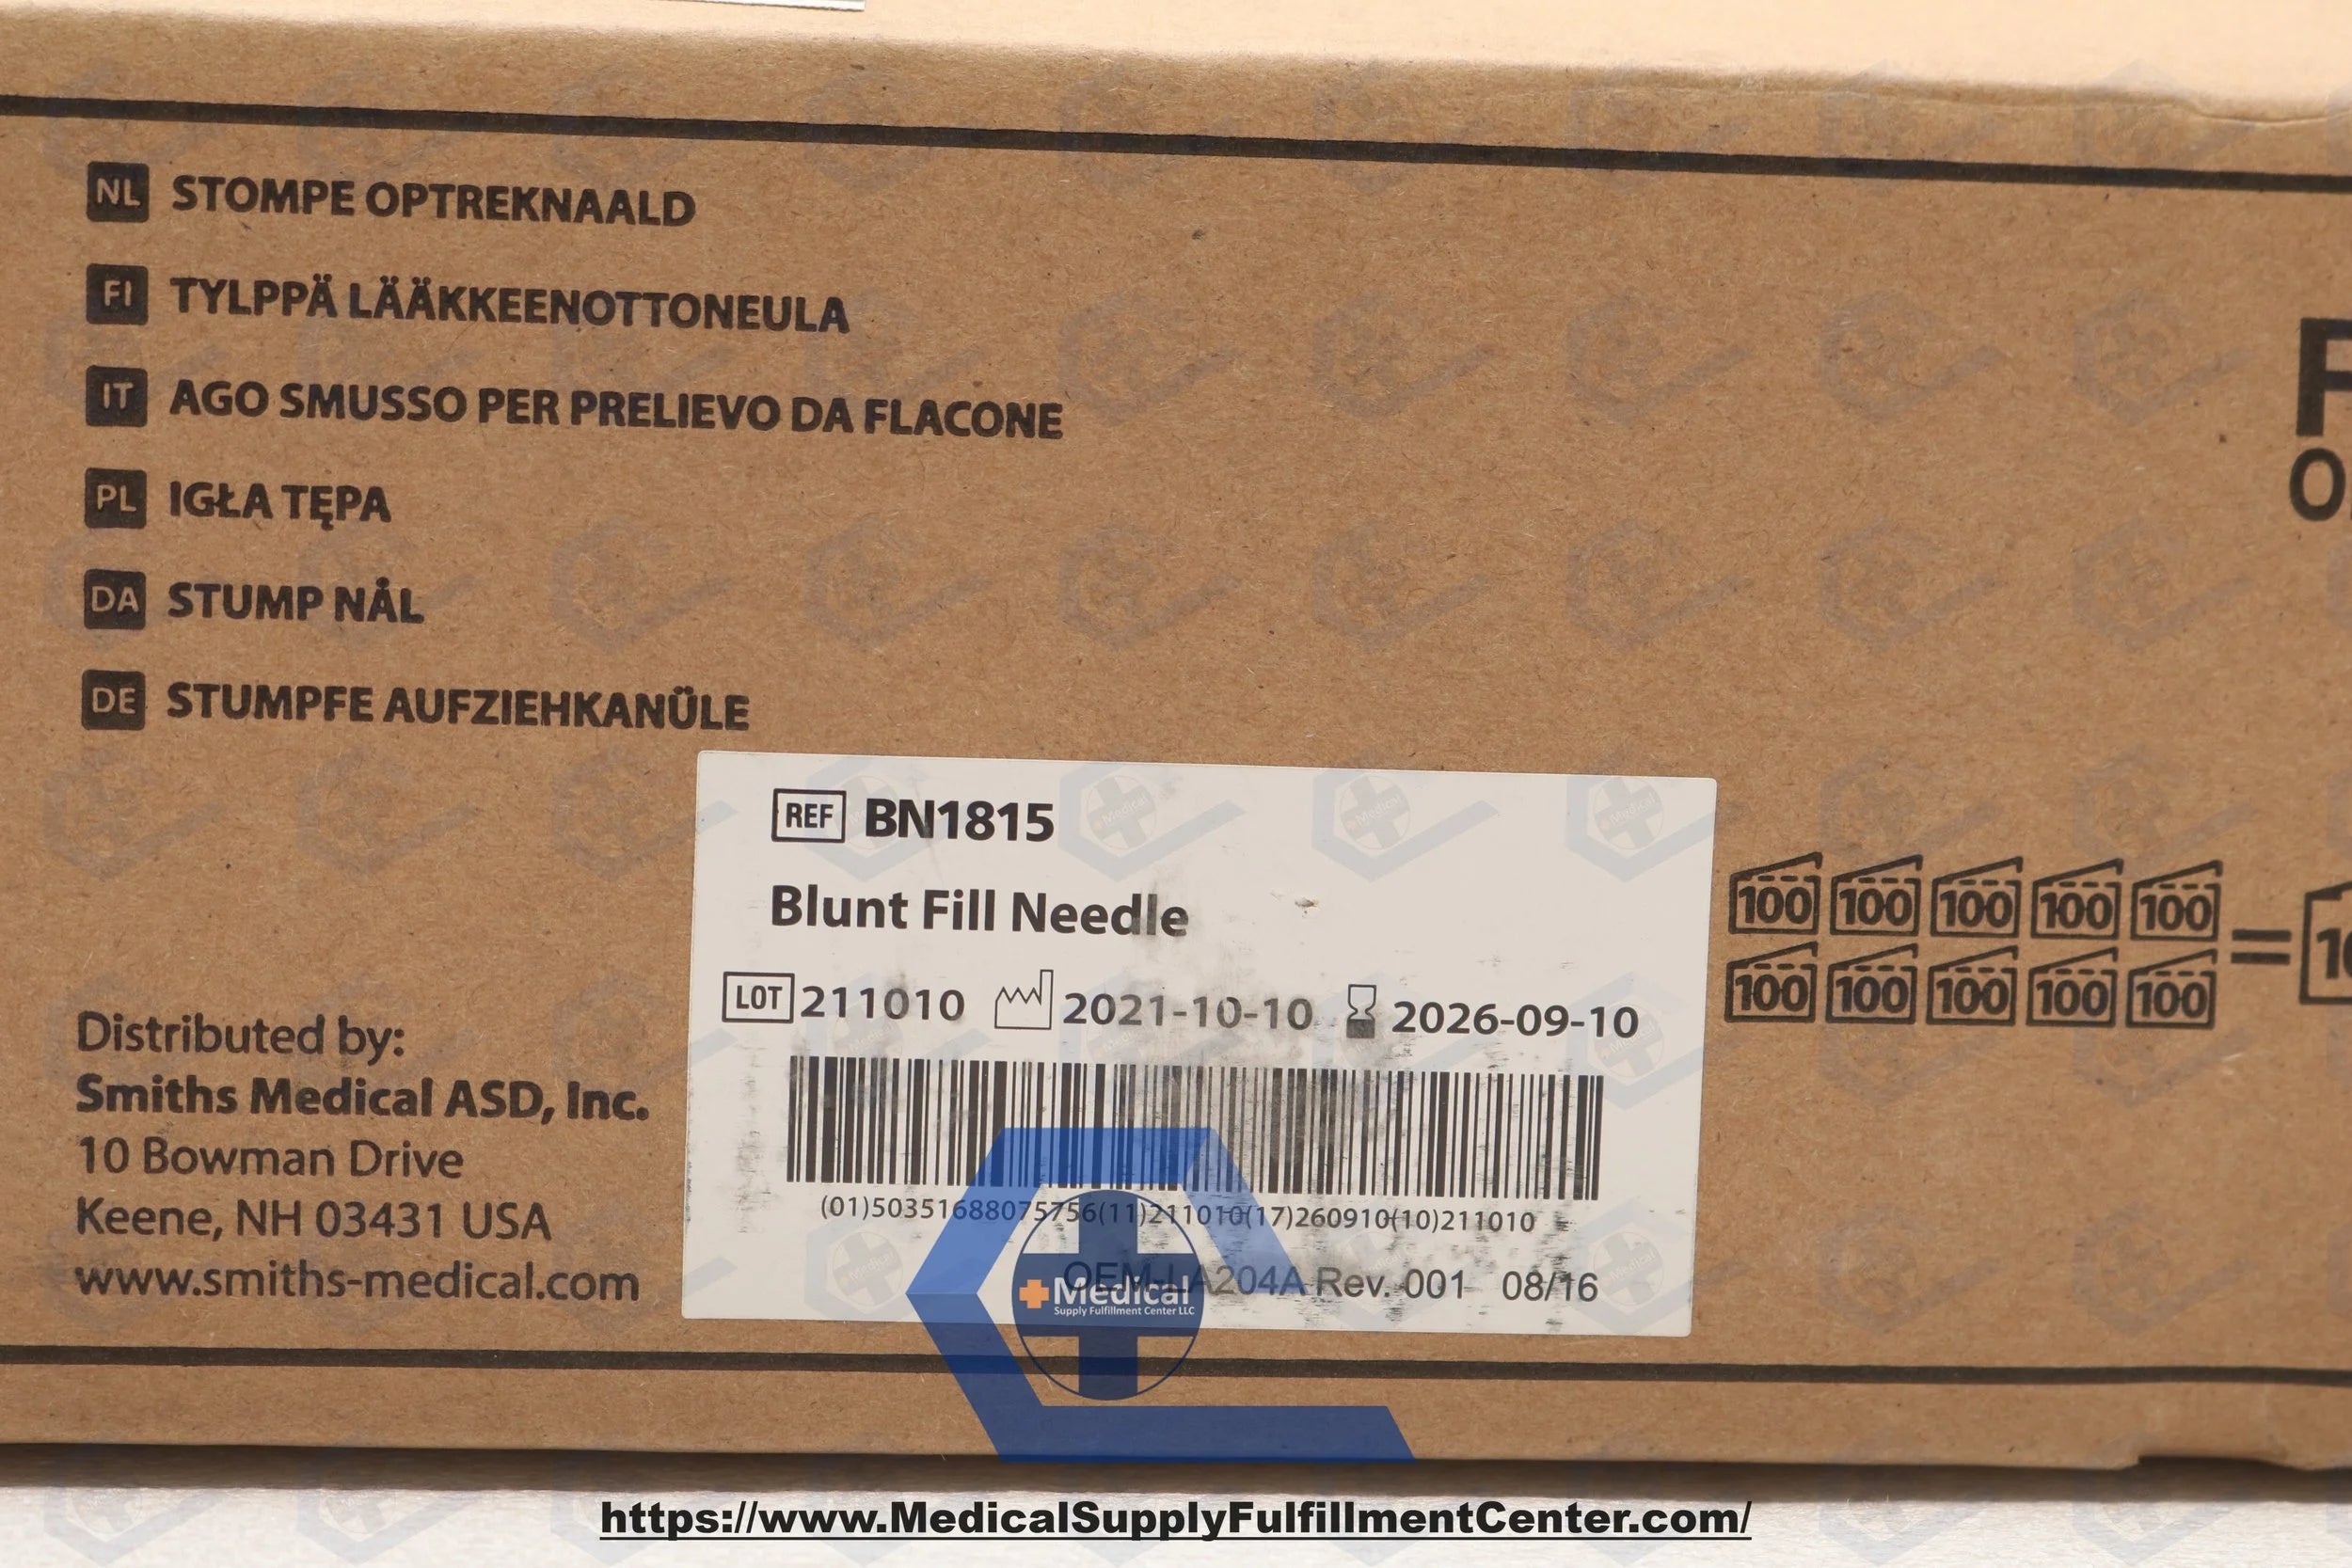 NL STOMPE OPTREKNAALD
FI TYLPPÄ LÄÄKKEENOTTONEULA
IT AGO SMUSSO PER PRELIEVO DA FLACONE
PL IGŁA TĘPA
DA STUMP NÅL
DE STUMPFE AUFZIEHKANÜLE
REF BN1815
Blunt Fill Needle
LOT 211010 2021-10-10 2026-09-10
(01)50351688075756(11)211010(17)260910(10)211010
OEM-LA204A Rev. 001 08/16
Distributed by:
Smiths Medical ASD, Inc.
10 Bowman Drive
Keene, NH 03431 USA
www.smiths-medical.com
100 100 100 100 100
100 100 100 100 100
=
Medical
Supply Fulfillment Center LLC
https://www.MedicalSupplyFulfillmentCenter.com/